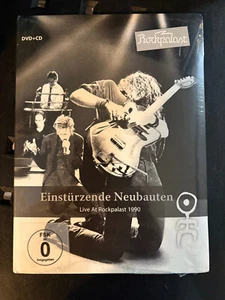 DVD+CD
Rockpalast
Einstürzende Neubauten
Live At Rockpalast 1990
FSK
0